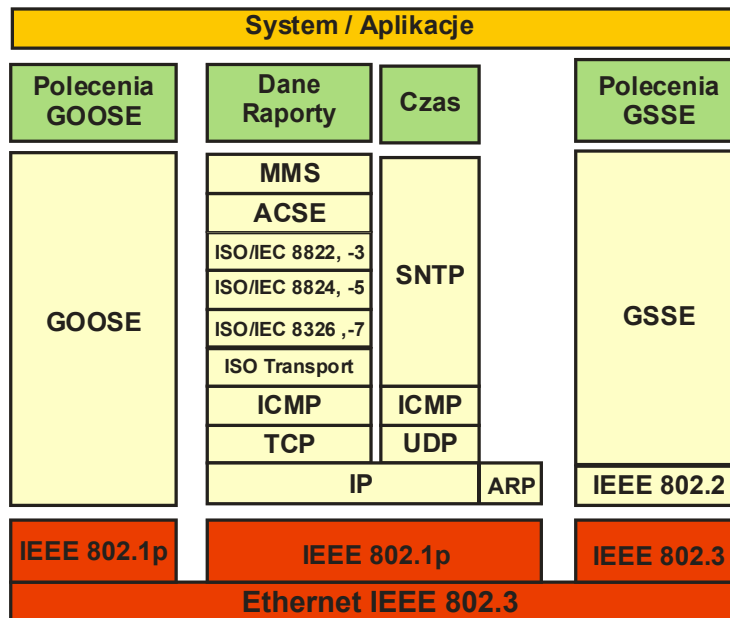 System / Aplikacje
Polecenia
GOOSE
Dane
Raporty
Czas
Polecenia
GSSE
GOOSE
MMS
ACSE
ISO/IEC 8822, -3
ISO/IEC 8824, -5
ISO/IEC 8326 ,-7
ISO Transport
ICMP
TCP
SNTP
ICMP
UDP
IP
ARP
GSSE
IEEE 802.2
IEEE 802.1p
IEEE 802.1p
IEEE 802.3
Ethernet IEEE 802.3